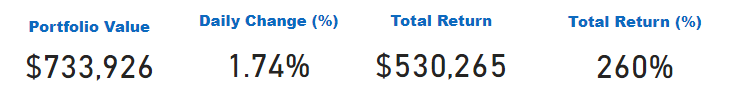 Portfolio Value Daily Change (%) Total Return Total Return (%)
$733,926 1.74% $530,265 260%